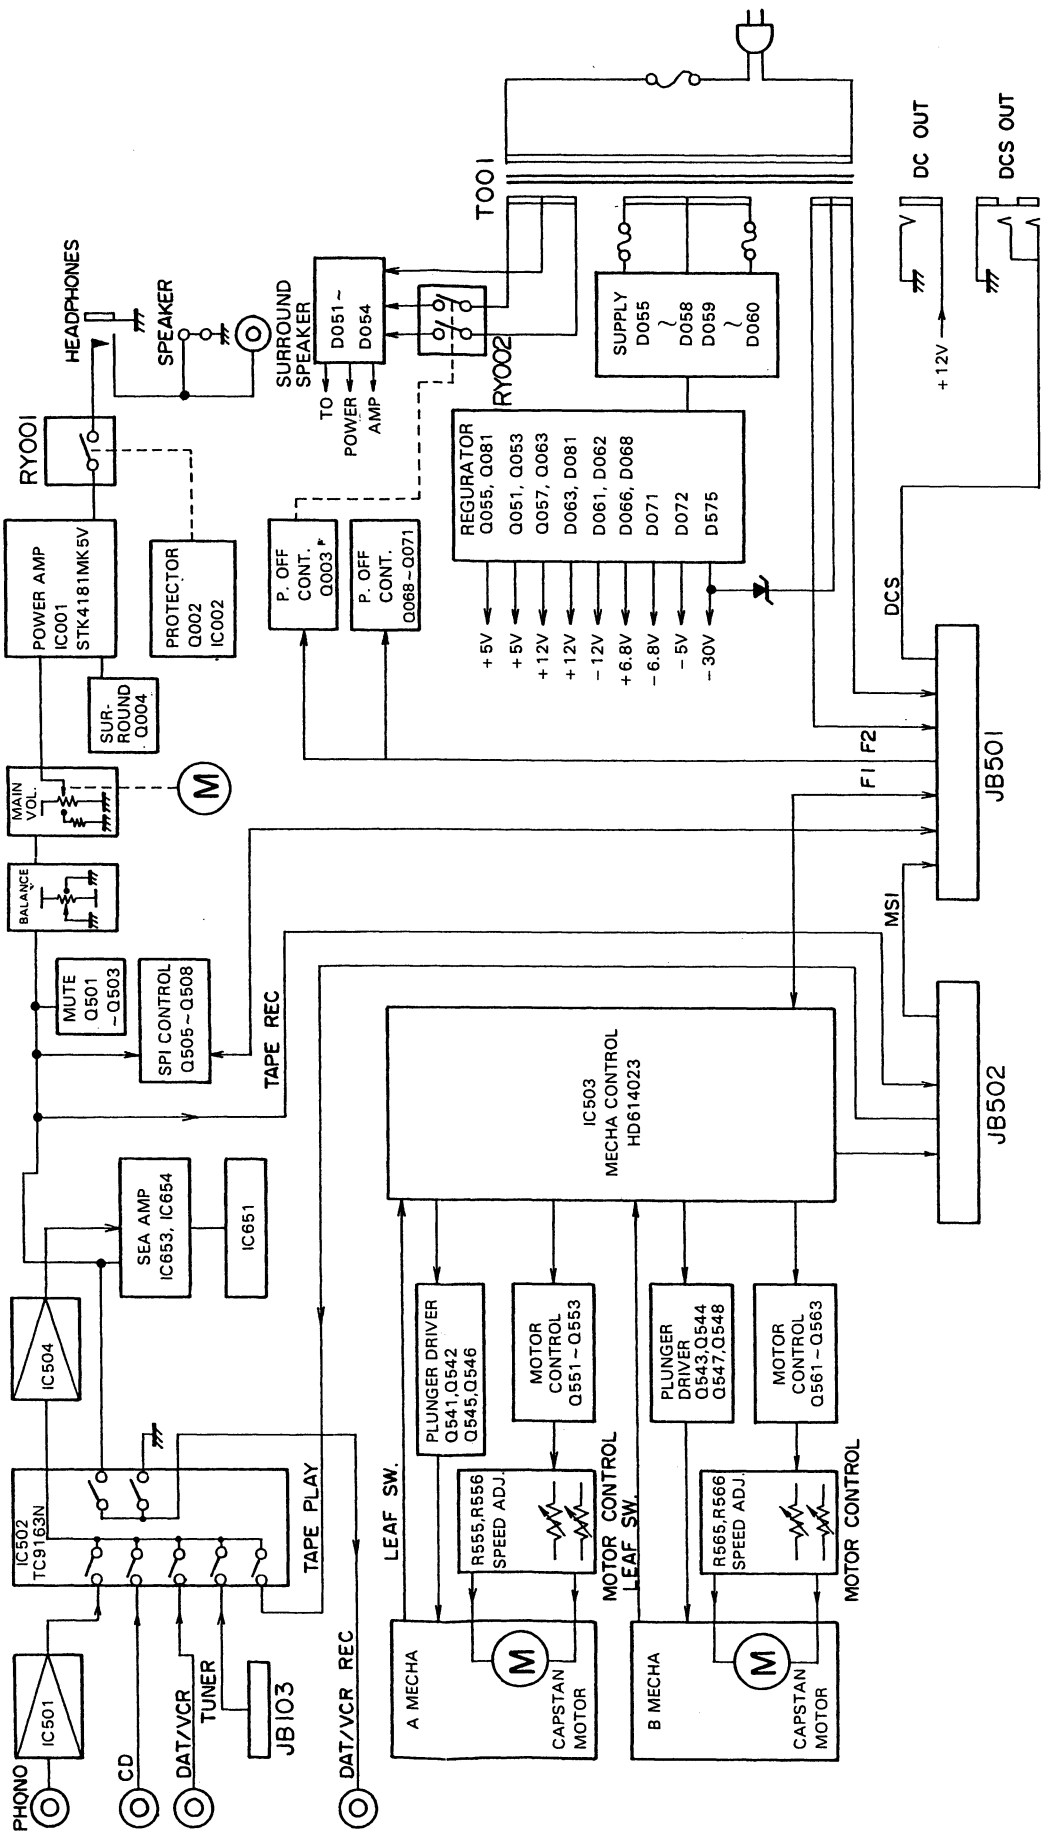 PHONO
IC501
CD
DAT/VCR
TUNER
JB103
DAT/VCR REC
IC502
TC9163N
TAPE PLAY
IC504
SEA AMP
IC653, IC654
IC651
TAPE REC
MUTE
Q501
~Q503
SPI CONTROL
Q505~Q508
BALANCE
MAIN
VOL.
M
SUR-
ROUND
Q004
POWER AMP
IC001
STK4181MK5V
PROTECTOR
Q002
IC002
RY001
HEADPHONES
SPEAKER
SURROUND
SPEAKER
P. OFF
CONT.
Q003
P. OFF
CONT.
Q068~Q071
TO
POWER
AMP
D051~
D054
RY002
T001
REGURATOR
Q055, Q081
Q051, Q053
Q057, Q063
D063, D081
D061, D062
D066, D068
D071
D072
D575
+5V
+5V
+12V
+12V
-12V
+6.8V
-6.8V
-5V
-30V
SUPPLY
D055
~
D058
D059
~
D060
DC OUT
DCS OUT
+12V
DCS
F1 F2
JB501
MS1
JB502
IC503
MECHA CONTROL
HD614023
LEAF SW.
PLUNGER DRIVER
Q541,Q542
Q545,Q546
MOTOR
CONTROL
Q551~Q553
R555,R556
SPEED ADJ.
MOTOR CONTROL
A MECHA
M
CAPSTAN
MOTOR
LEAF SW.
PLUNGER
DRIVER
Q543,Q544
Q547,Q548
MOTOR
CONTROL
Q561~Q563
R565,R566
SPEED ADJ.
MOTOR CONTROL
B MECHA
M
CAPSTAN
MOTOR